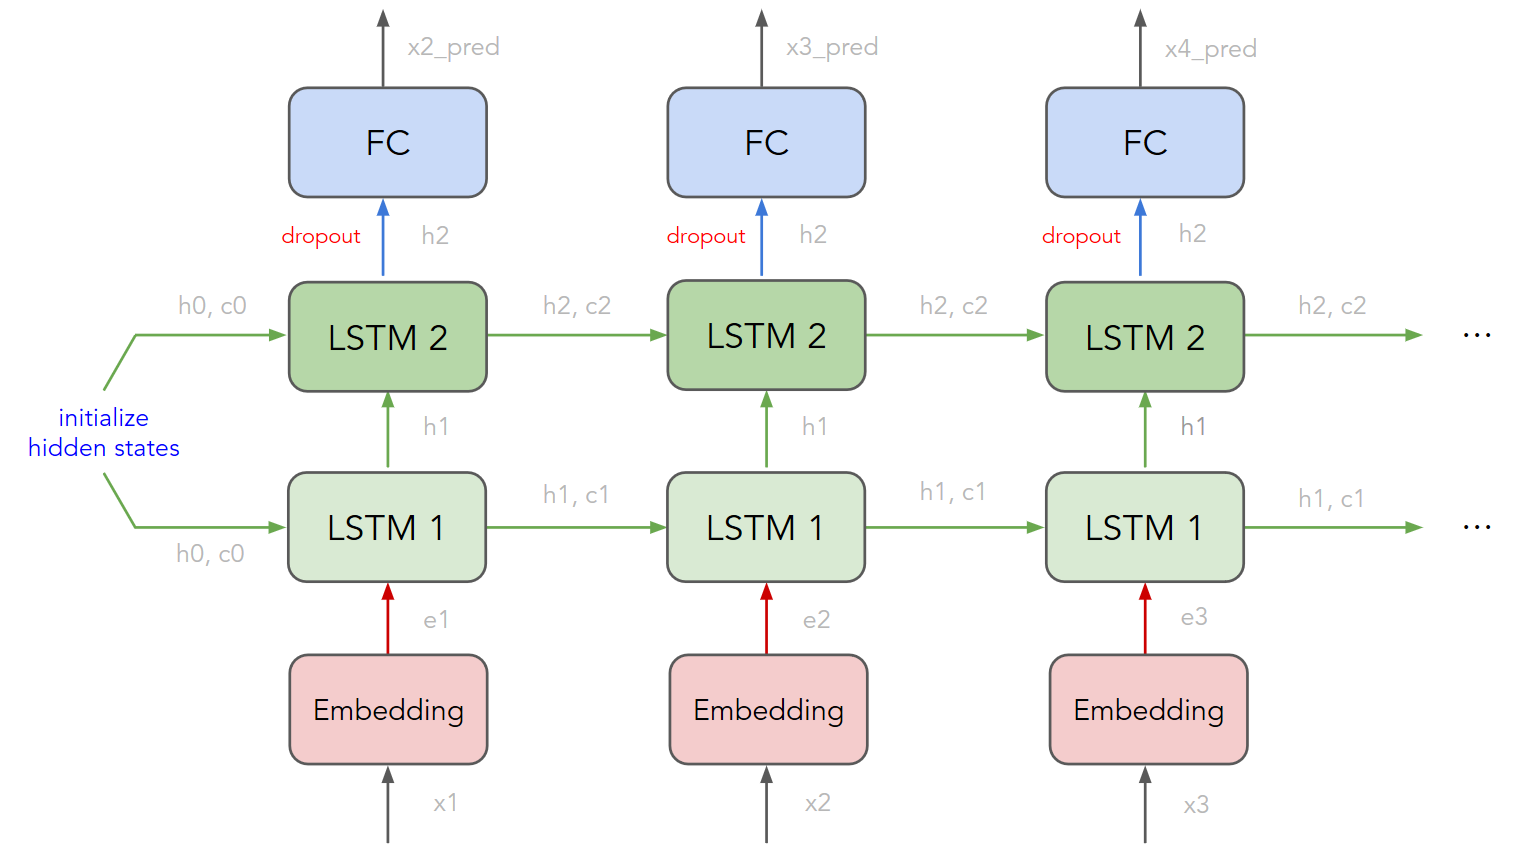 x2_pred
x3_pred
x4_pred
FC
FC
FC
dropout
h2
dropout
h2
dropout
h2
h0, c0
h2, c2
h2, c2
h2, c2
LSTM 2
LSTM 2
LSTM 2
...
initialize
hidden states
h1
h1
h1
h1, c1
h1, c1
h1, c1
LSTM 1
LSTM 1
LSTM 1
...
h0, c0
e1
e2
e3
Embedding
Embedding
Embedding
x1
x2
x3